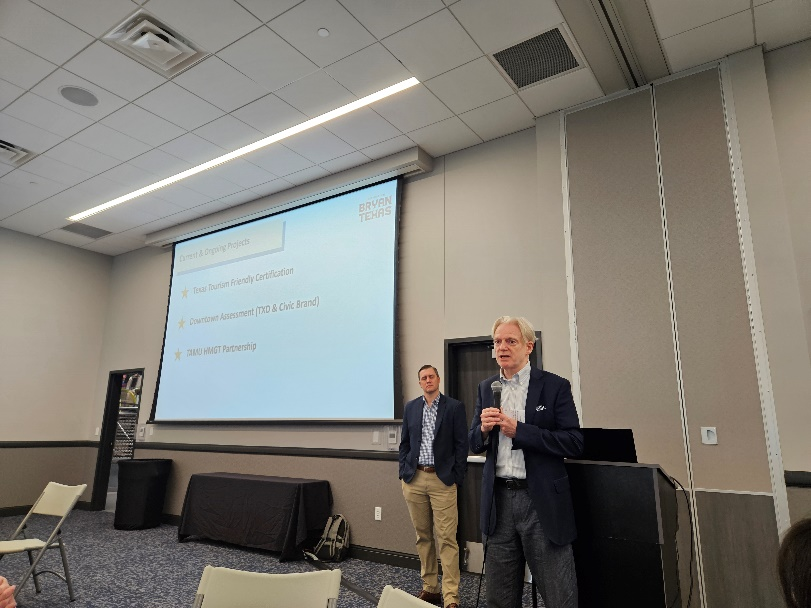 BRYAN
TEXAS
Current & Ongoing Projects
Texas Tourism Friendly Certification
Downtown Assessment (TXD & Civic Brand)
TAMU HMGT Partnership